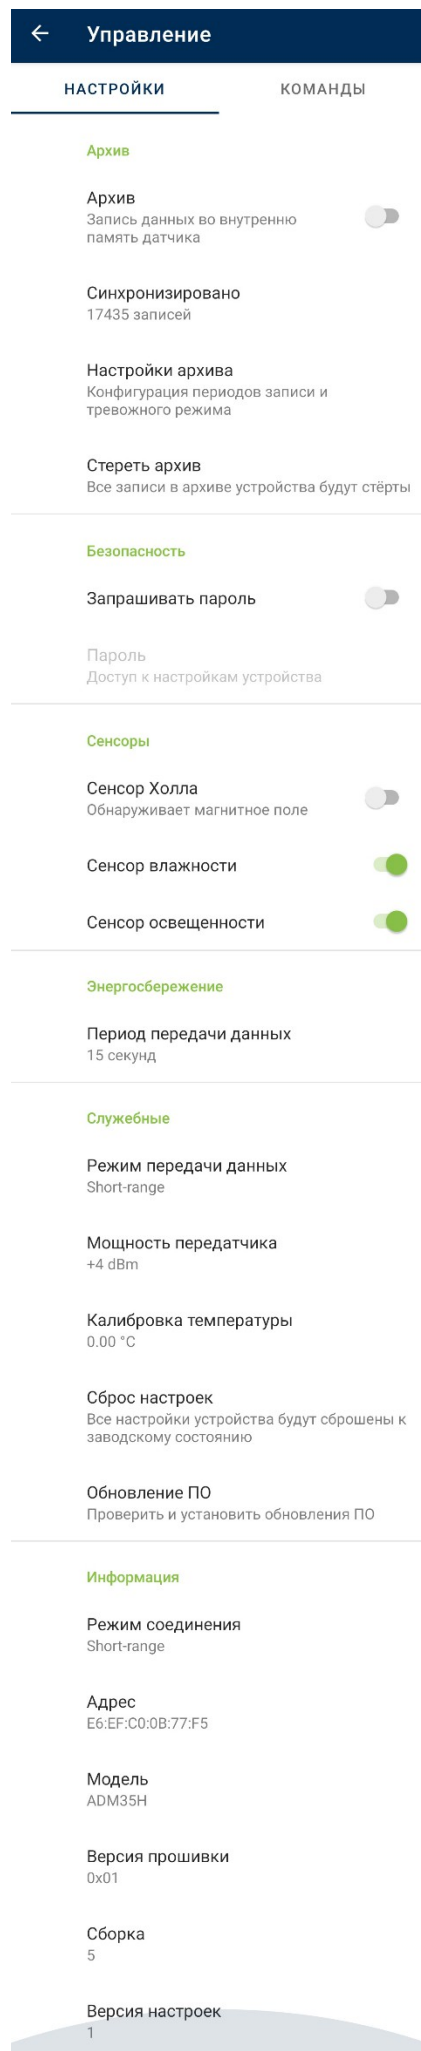 Управление
НАСТРОЙКИ
КОМАНДЫ
Архив
Архив
Запись данных во внутренню
память датчика
Синхронизировано
17435 записей
Настройки архива
Конфигурация периодов записи и
тревожного режима
Стереть архив
Все записи в архиве устройства будут стёрты
Безопасность
Запрашивать пароль
Пароль
Доступ к настройкам устройства
Сенсоры
Сенсор Холла
Обнаруживает магнитное поле
Сенсор влажности
Сенсор освещенности
Энергосбережение
Период передачи данных
15 секунд
Служебные
Режим передачи данных
Short-range
Мощность передатчика
+4 dBm
Калибровка температуры
0.00 °C
Сброс настроек
Все настройки устройства будут сброшены к
заводскому состоянию
Обновление ПО
Проверить и установить обновления ПО
Информация
Режим соединения
Short-range
Адрес
E6:EF:C0:0B:77:F5
Модель
ADM35H
Версия прошивки
0x01
Сборка
5
Версия настроек
1